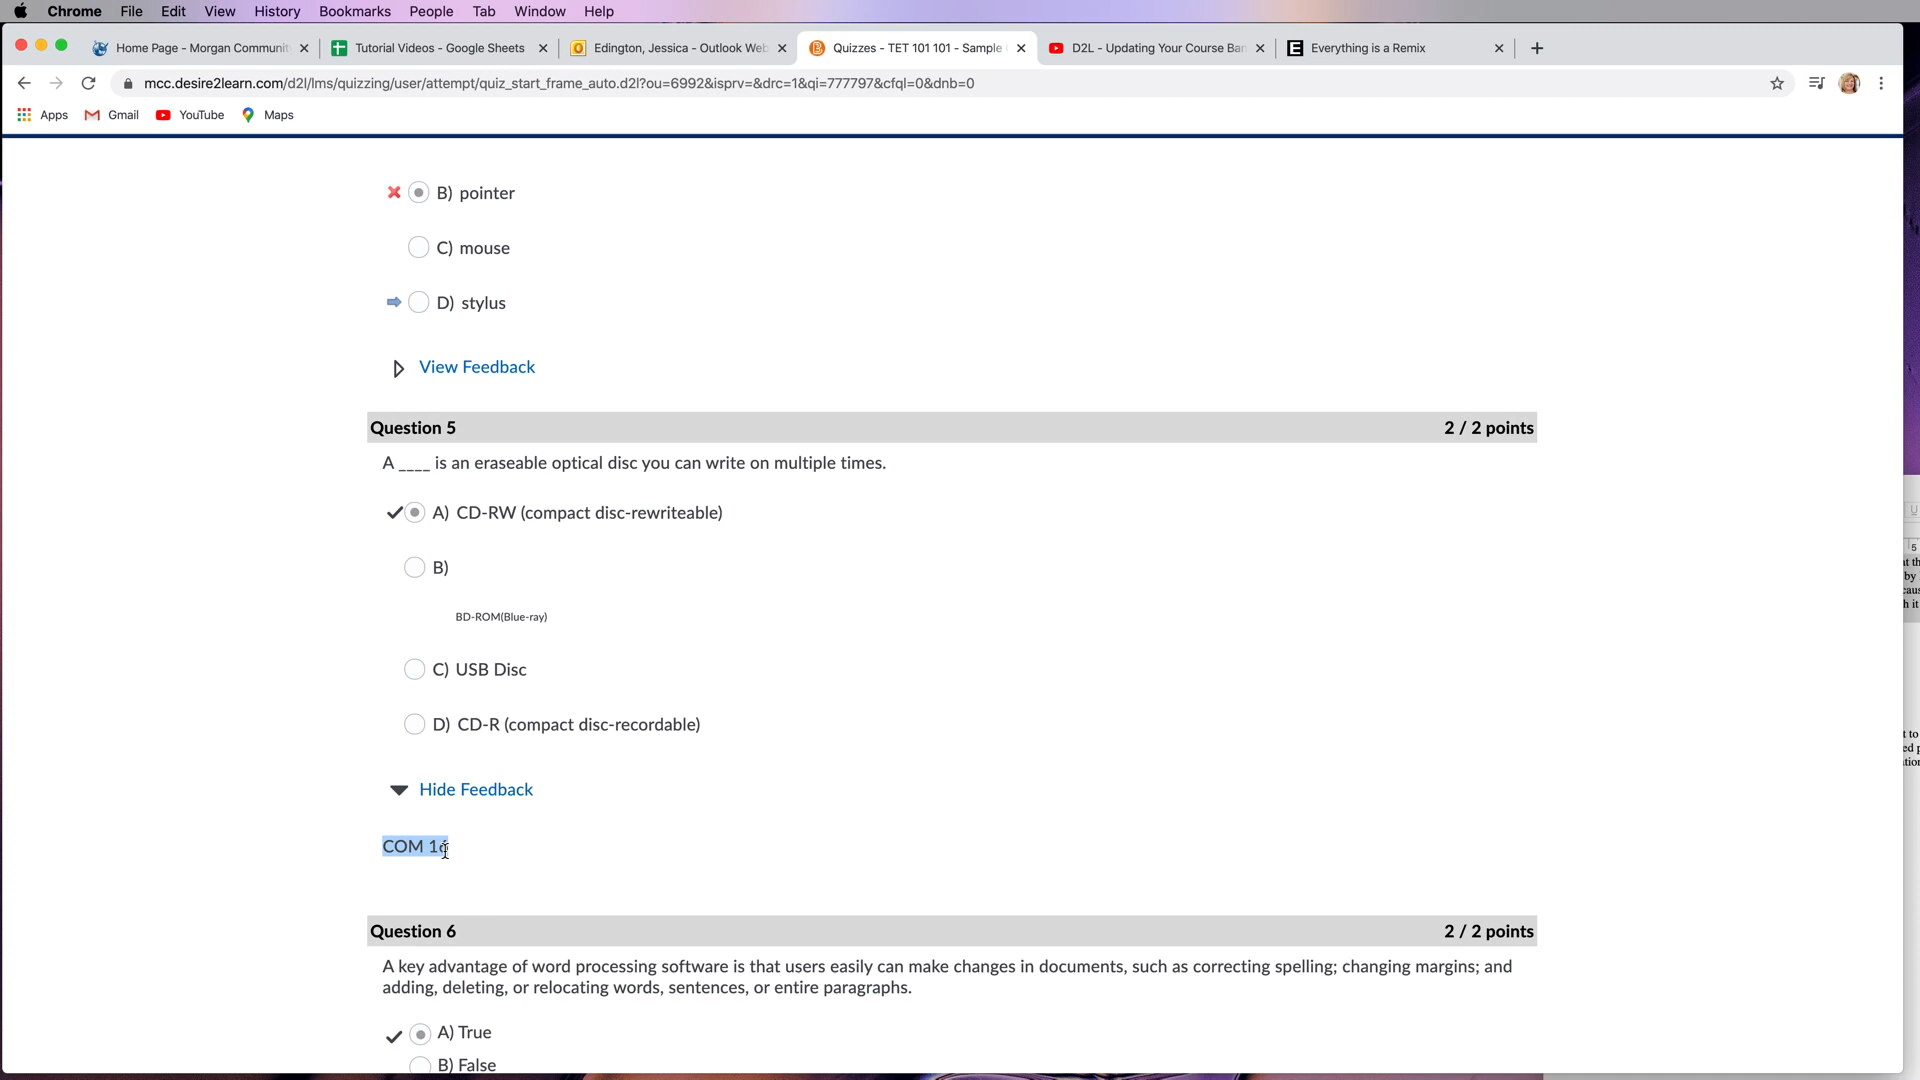 Chrome File Edit View History Bookmarks People Tab Window Help
Home Page - Morgan Communit
Tutorial Videos - Google Sheets
Edington, Jessica - Outlook Web
Quizzes - TET 101 101 - Sample
D2L - Updating Your Course Ban
Everything is a Remix
mcc.desire2learn.com/d2l/lms/quizzing/user/attempt/quiz_start_frame_auto.d2l?ou=6992&isprv=&drc=1&qi=777797&cfql=0&dnb=0
Apps Gmail YouTube Maps
B) pointer
C) mouse
D) stylus
View Feedback
Question 5 2 / 2 points
A ____ is an eraseable optical disc you can write on multiple times.
A) CD-RW (compact disc-rewriteable)
B)
BD-ROM(Blue-ray)
C) USB Disc
D) CD-R (compact disc-recordable)
Hide Feedback
COM 16
Question 6 2 / 2 points
A key advantage of word processing software is that users easily can make changes in documents, such as correcting spelling; changing margins; and
adding, deleting, or relocating words, sentences, or entire paragraphs.
A) True
B) False